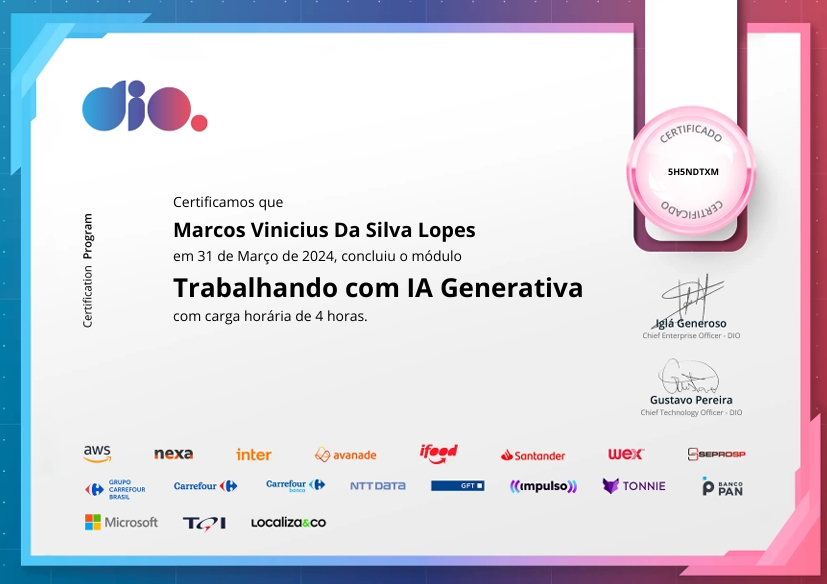 dio.
CERTIFICADO
5H5NDTXM
CERTIFICADO
Certification Program
Certificamos que
Marcos Vinicius Da Silva Lopes
em 31 de Março de 2024, concluiu o módulo
Trabalhando com IA Generativa
com carga horária de 4 horas.
Iglá Generoso
Chief Enterprise Officer - DIO
Gustavo Pereira
Chief Technology Officer - DIO
aws nexa inter avanade ifood Santander wex SEPROSP
GRUPO CARREFOUR BRASIL Carrefour Carrefour banco NTT DATA GFT impulso TONNIE BANCO PAN
Microsoft TQI Localiza&co